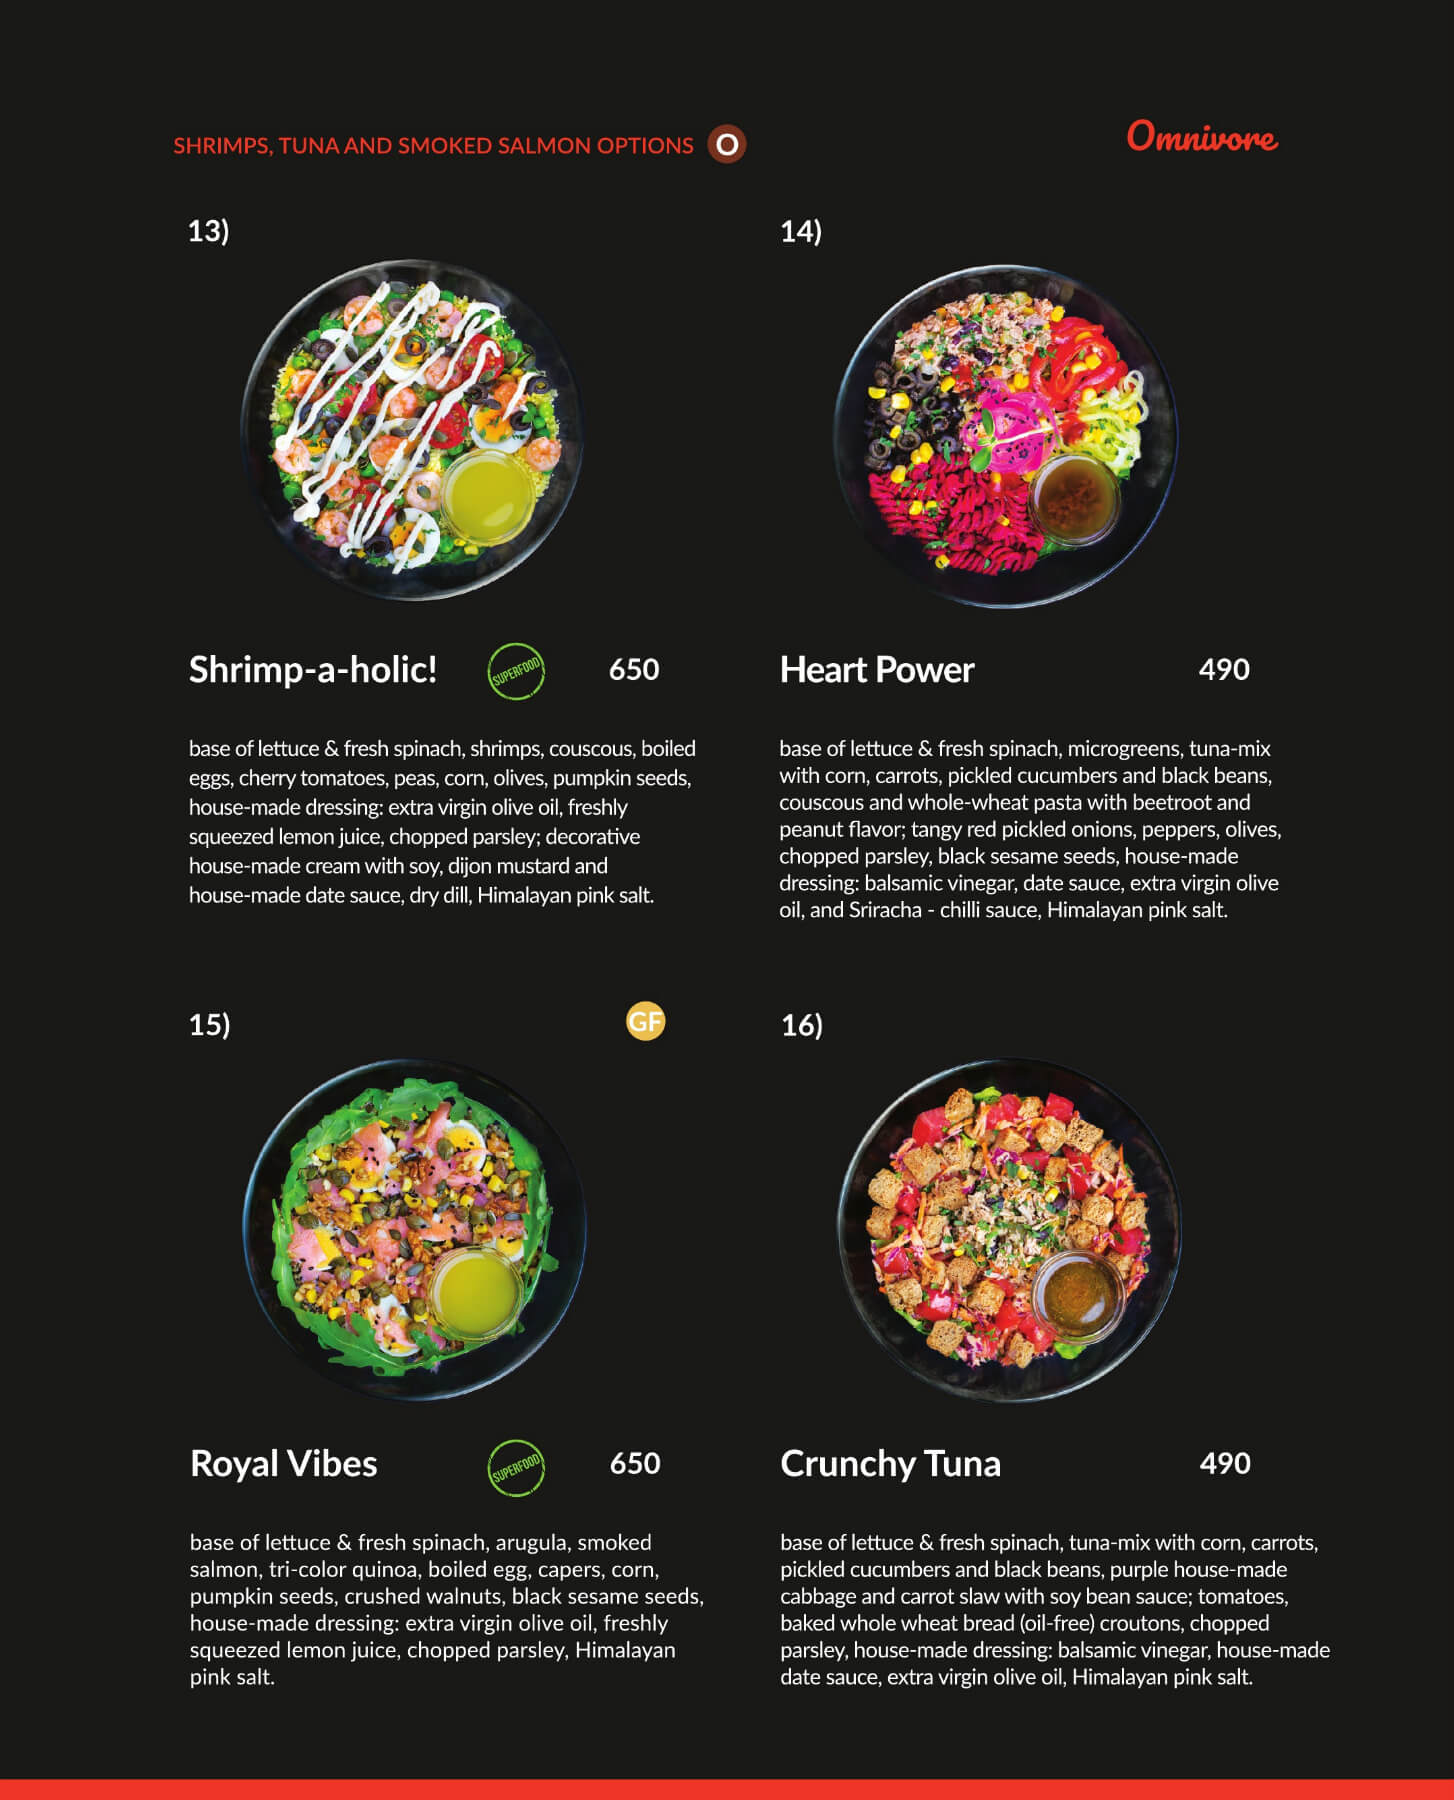 SHRIMPS, TUNA AND SMOKED SALMON OPTIONS O
Omnivore
13)
Shrimp-a-holic!
SUPERFOOD
650
base of lettuce & fresh spinach, shrimps, couscous, boiled
eggs, cherry tomatoes, peas, corn, olives, pumpkin seeds,
house-made dressing: extra virgin olive oil, freshly
squeezed lemon juice, chopped parsley; decorative
house-made cream with soy, dijon mustard and
house-made date sauce, dry dill, Himalayan pink salt.
14)
Heart Power
490
base of lettuce & fresh spinach, microgreens, tuna-mix
with corn, carrots, pickled cucumbers and black beans,
couscous and whole-wheat pasta with beetroot and
peanut flavor; tangy red pickled onions, peppers, olives,
chopped parsley, black sesame seeds, house-made
dressing: balsamic vinegar, date sauce, extra virgin olive
oil, and Sriracha - chilli sauce, Himalayan pink salt.
15)
GF
Royal Vibes
SUPERFOOD
650
base of lettuce & fresh spinach, arugula, smoked
salmon, tri-color quinoa, boiled egg, capers, corn,
pumpkin seeds, crushed walnuts, black sesame seeds,
house-made dressing: extra virgin olive oil, freshly
squeezed lemon juice, chopped parsley, Himalayan
pink salt.
16)
Crunchy Tuna
490
base of lettuce & fresh spinach, tuna-mix with corn, carrots,
pickled cucumbers and black beans, purple house-made
cabbage and carrot slaw with soy bean sauce; tomatoes,
baked whole wheat bread (oil-free) croutons, chopped
parsley, house-made dressing: balsamic vinegar, house-made
date sauce, extra virgin olive oil, Himalayan pink salt.